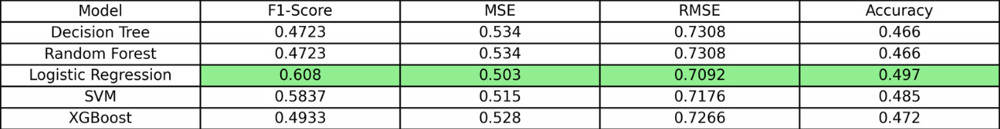 Model F1-Score MSE RMSE Accuracy
Decision Tree 0.4723 0.534 0.7308 0.466
Random Forest 0.4723 0.534 0.7308 0.466
Logistic Regression 0.608 0.503 0.7092 0.497
SVM 0.5837 0.515 0.7176 0.485
XGBoost 0.4933 0.528 0.7266 0.472